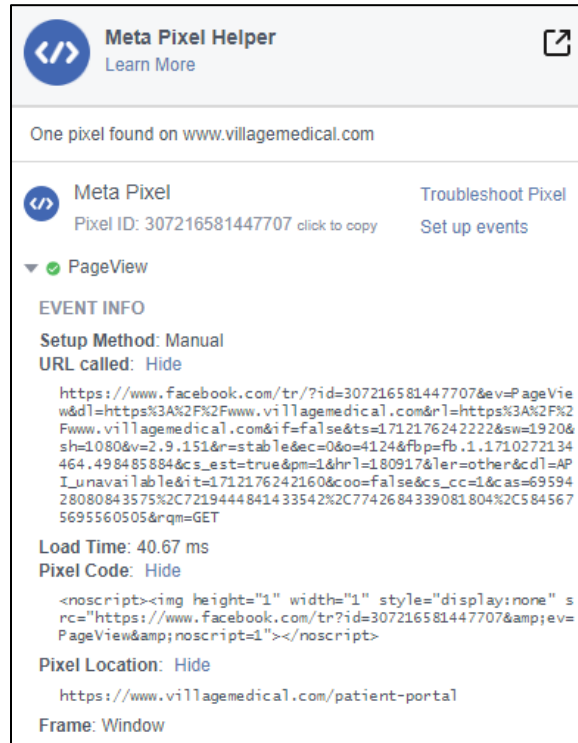 </>
Meta Pixel Helper
Learn More
One pixel found on www.villagemedical.com
</>
Meta Pixel
Troubleshoot Pixel
Pixel ID: 307216581447707 click to copy
Set up events
PageView
EVENT INFO
Setup Method: Manual
URL called: Hide
https://www.facebook.com/tr/?id=307216581447707&ev=PageVie
w&dl=https%3A%2F%2Fwww.villagemedical.com&rl=https%3A%2F%2
Fwww.villagemedical.com&if=false&ts=1712176242222&sw=1920&
sh=1080&v=2.9.151&r=stable&ec=0&o=4124&fbp=fb.1.1710272134
464.498485884&cs_est=true&pm=1&hrl=180917&ler=other&cdl=AP
I_unavailable&it=1712176242160&coo=false&cs_cc=1&cas=69594
28080843575%2C7219444841433542%2C7742684339081804%2C584567
5695560505&rqm=GET
Load Time: 40.67 ms
Pixel Code: Hide
<noscript><img height="1" width="1" style="display:none" s
rc="https://www.facebook.com/tr?id=307216581447707&amp;ev=
PageView&amp;noscript=1"></noscript>
Pixel Location: Hide
https://www.villagemedical.com/patient-portal
Frame: Window